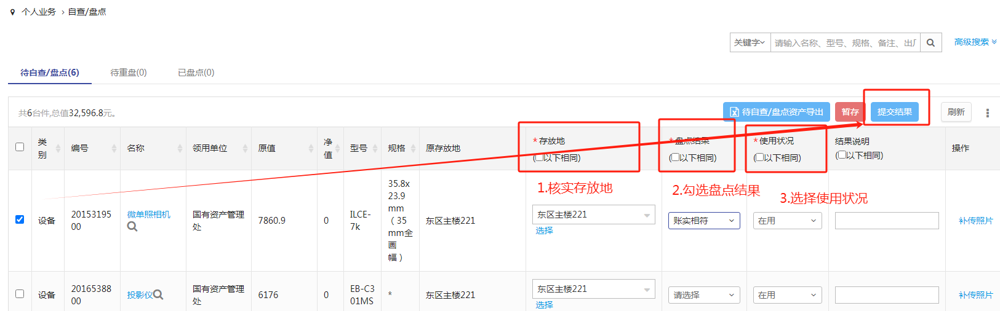 个人业务 > 自查/盘点
关键字 请输入名称、型号、规格、备注、出厂 高级搜索
待自查/盘点(6) 待重盘(0) 已盘点(0)
共6台件,总值32,596.8元。 待自查/盘点资产导出 暂存 提交结果 刷新
类别 编号 名称 领用单位 原值 净值 型号 规格 原存放地 *存放地 (以下相同) *盘点结果 (以下相同) *使用状况 (以下相同) 结果说明 (以下相同) 操作
1.核实存放地 2.勾选盘点结果 3.选择使用状况
设备 2015319500 微单照相机 国有资产管理处 7860.9 0 ILCE-7k 35.8x23.9mm（35mm全画幅） 东区主楼221 东区主楼221 选择 账实相符 在用 补传照片
设备 2016538800 投影仪 国有资产管理处 6176 0 EB-C301MS * 东区主楼221 东区主楼221 选择 请选择 在用 补传照片